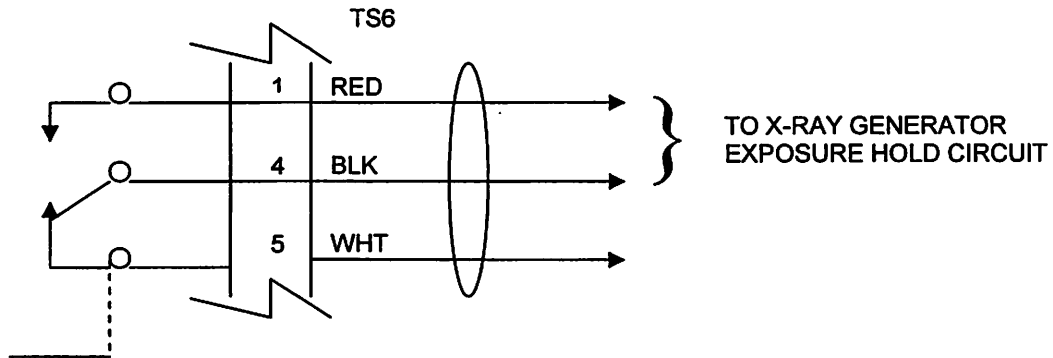 TS6
1 RED
4 BLK
5 WHT
TO X-RAY GENERATOR
EXPOSURE HOLD CIRCUIT